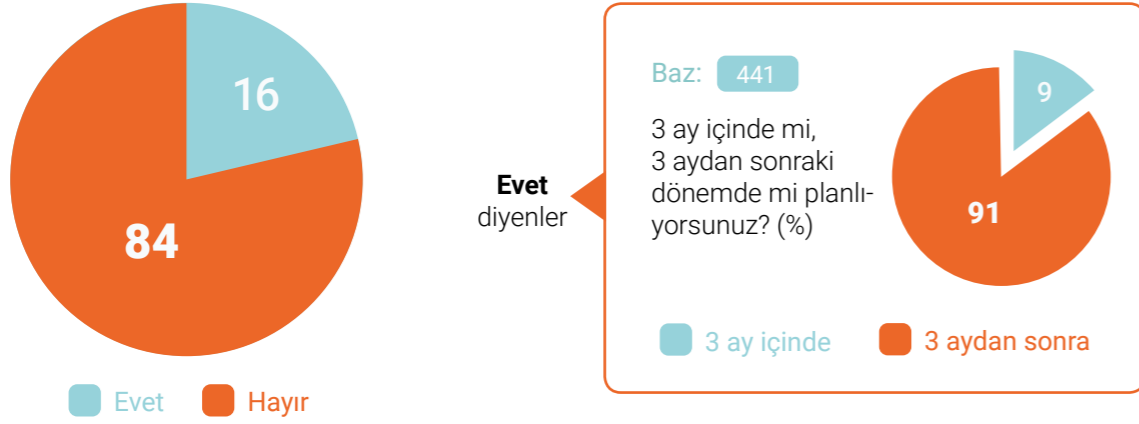 16
84
Evet
Hayır
Evet
diyenler
Baz: 441
3 ay içinde mi,
3 aydan sonraki
dönemde mi planlı-
yorsunuz? (%)
9
91
3 ay içinde
3 aydan sonra